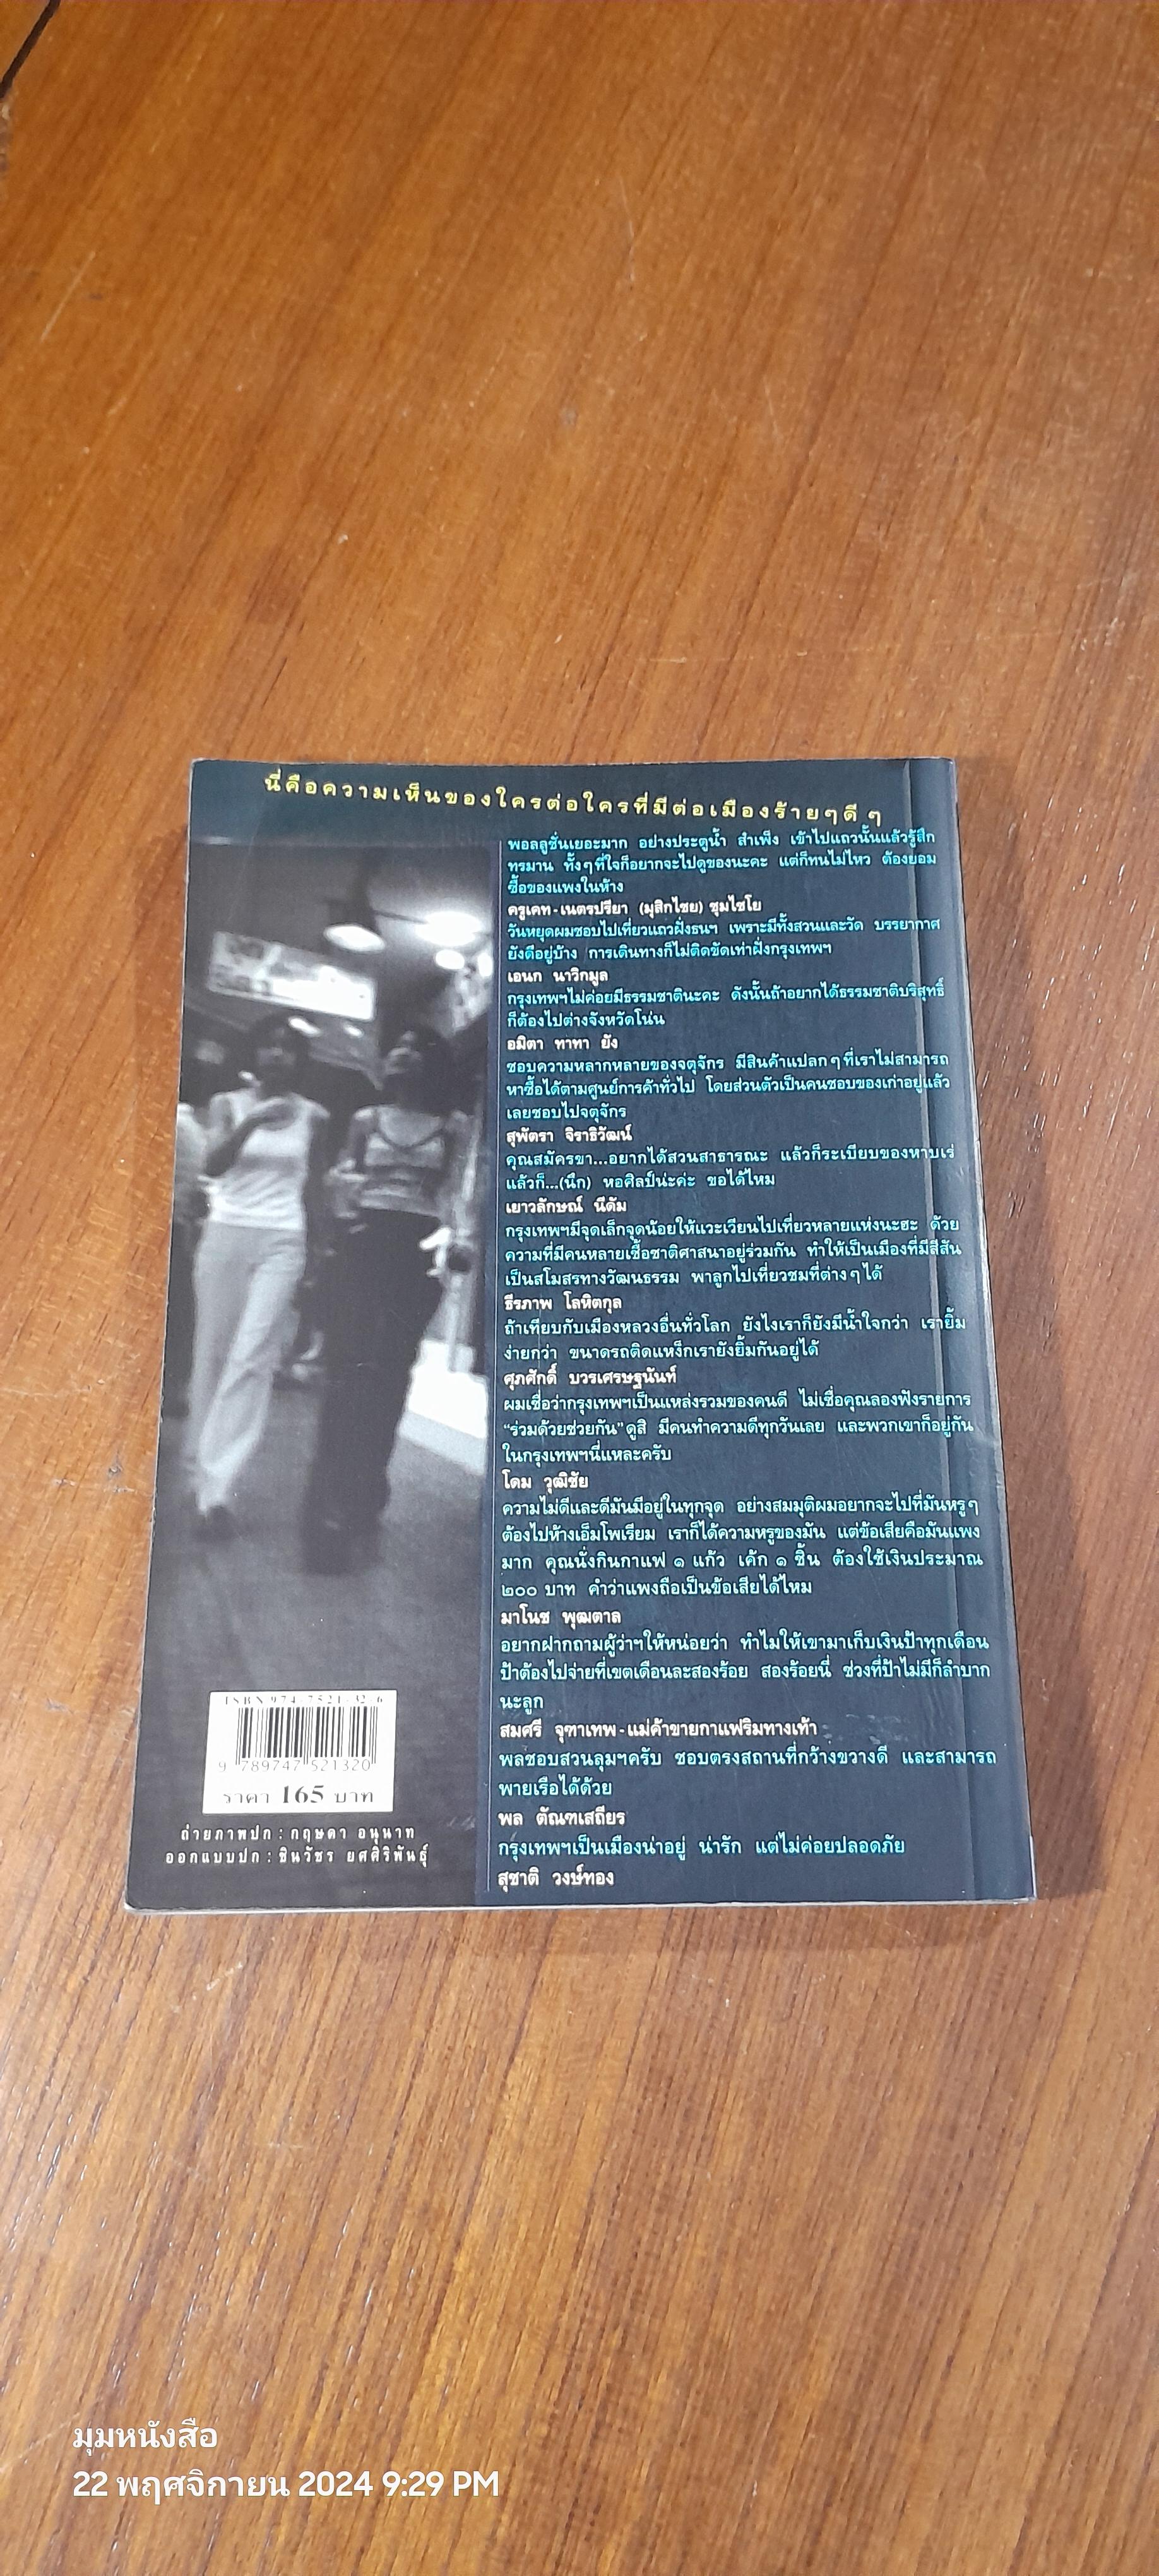 นี่คือความเห็นของใครต่อใครที่มีต่อเมืองร้ายๆดี ๆ
พอลลูชั่นเยอะมาก อย่างประตูน้ำ สำเพ็ง เข้าไปแถวนั้นแล้วรู้สึก
ทรมาน ทั้งๆที่ใจก็อยากจะไปดูของนะคะ แต่ก็ทนไม่ไหว ต้องยอม
ซื้อของแพงในห้าง
ครูเคท-เนตรปรียา (มุสิกไชย) ชุมไชโย
วันหยุดผมชอบไปเที่ยวแถวฝั่งธนฯ เพราะมีทั้งสวนและวัด บรรยากาศ
ยังดีอยู่บ้าง การเดินทางก็ไม่ติดขัดเท่าฝั่งกรุงเทพฯ
เอนก นาวิกมูล
กรุงเทพฯไม่ค่อยมีธรรมชาตินะคะ ดังนั้นถ้าอยากได้ธรรมชาติบริสุทธิ์
ก็ต้องไปต่างจังหวัดโน่น
อมิตา ทาทา ยัง
ชอบความหลากหลายของจตุจักร มีสินค้าแปลกๆที่เราไม่สามารถ
หาซื้อได้ตามศูนย์การค้าทั่วไป โดยส่วนตัวเป็นคนชอบของเก่าอยู่แล้ว
เลยชอบไปจตุจักร
สุพัตรา จิราธิวัฒน์
คุณสมัครขา...อยากได้สวนสาธารณะ แล้วก็ระเบียบของหาบเร่
แล้วก็...(นึก) หอศิลป์น่ะค่ะ ขอได้ไหม
เยาวลักษณ์ นีดัม
กรุงเทพฯมีจุดเล็กจุดน้อยให้แวะเวียนไปเที่ยวหลายแห่งนะฮะ ด้วย
ความที่มีคนหลายเชื้อชาติศาสนาอยู่ร่วมกัน ทำให้เป็นเมืองที่มีสีสัน
เป็นสโมสรทางวัฒนธรรม พาลูกไปเที่ยวชมที่ต่างๆได้
ธีรภาพ โลหิตกุล
ถ้าเทียบกับเมืองหลวงอื่นทั่วโลก ยังไงเราก็ยังมีน้ำใจกว่า เรายิ้ม
ง่ายกว่า ขนาดรถติดแหง็กเรายังยิ้มกันอยู่ได้
ศุภศักดิ์ บวรเศรษฐนันท์
ผมเชื่อว่ากรุงเทพฯเป็นแหล่งรวมของคนดี ไม่เชื่อคุณลองฟังรายการ
"ร่วมด้วยช่วยกัน"ดูสิ มีคนทำความดีทุกวันเลย และพวกเขาก็อยู่กัน
ในกรุงเทพฯนี่แหละครับ
โดม วุฒิชัย
ความไม่ดีและดีมันมีอยู่ในทุกจุด อย่างสมมุติผมอยากจะไปที่มันหรูๆ
ต้องไปห้างเอ็มโพเรียม เราก็ได้ความหรูของมัน แต่ข้อเสียคือมันแพง
มาก คุณนั่งกินกาแฟ ๑ แก้ว เค้ก ๑ ชิ้น ต้องใช้เงินประมาณ
๒๐๐ บาท คำว่าแพงถือเป็นข้อเสียได้ไหม
มาโนช พุฒตาล
อยากฝากถามผู้ว่าฯให้หน่อยว่า ทำไมให้เขามาเก็บเงินป้าทุกเดือน
ป้าต้องไปจ่ายที่เขตเดือนละสองร้อย สองร้อยนี่ ช่วงที่ป้าไม่มีก็ลำบาก
นะลูก
สมศรี จุฑาเทพ-แม่ค้าขายกาแฟริมทางเท้า
พลชอบสวนลุมฯครับ ชอบตรงสถานที่กว้างขวางดี และสามารถ
พายเรือได้ด้วย
พล ตัณฑเสถียร
กรุงเทพฯเป็นเมืองน่าอยู่ น่ารัก แต่ไม่ค่อยปลอดภัย
สุชาติ วงษ์ทอง
ISBN 974-7521-32-6
9 789747 521320
ราคา 165 บาท
ถ่ายภาพปก : กฤษดา อนุนาท
ออกแบบปก : ชินวัชร ยศศิริพันธุ์
มุมหนังสือ
22 พฤศจิกายน 2024 9:29 PM